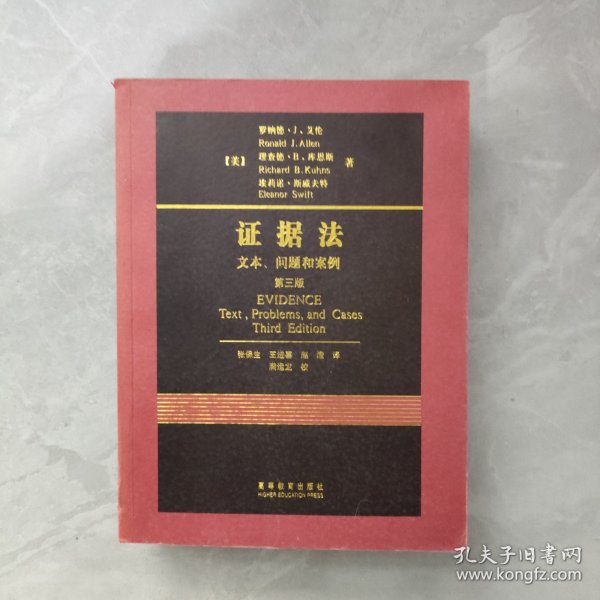 罗纳德·J·艾伦
Ronald J. Allen
【美】 理查德·B·库恩斯 著
Richard B. Kuhns
埃莉诺·斯威夫特
Eleanor Swift
证据法
文本、问题和案例
第三版
EVIDENCE
Text, Problems, and Cases
Third Edition
张保生 王进喜 赵滢 译
满运龙 校
高等教育出版社
HIGHER EDUCATION PRESS
孔夫子旧书网
www.kongfz.com